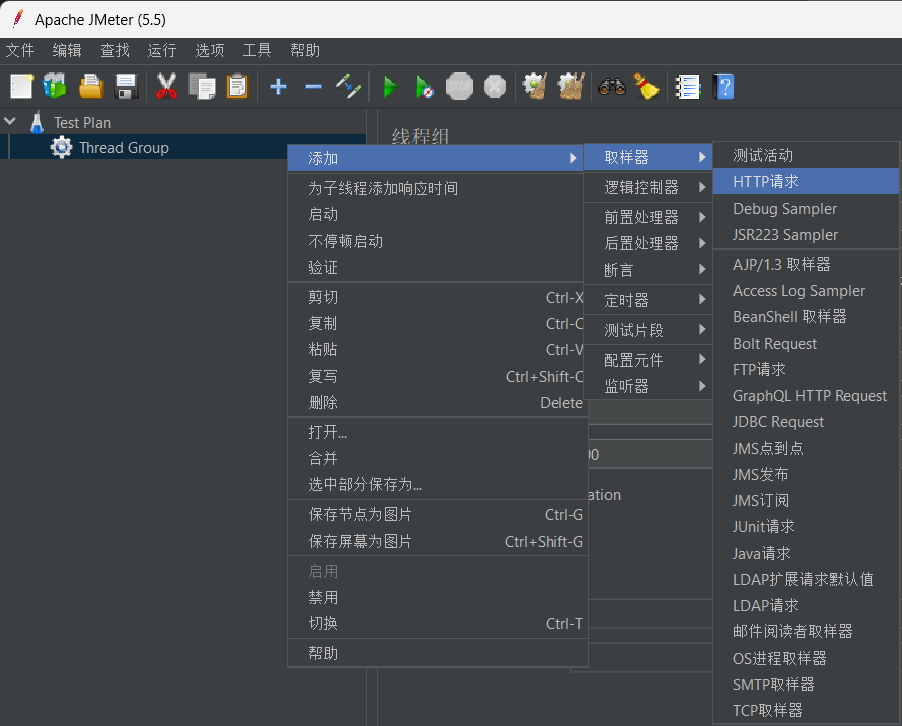 Apache JMeter (5.5)
文件 编辑 查找 运行 选项 工具 帮助
STOP
Test Plan
Thread Group
线程组
添加
为子线程添加响应时间
启动
不停顿启动
验证
剪切 Ctrl-X
复制 Ctrl-C
粘贴 Ctrl-V
复写 Ctrl+Shift-C
删除 Delete
打开...
合并
选中部分保存为...
保存节点为图片 Ctrl-G
保存屏幕为图片 Ctrl+Shift-G
启用
禁用
切换 Ctrl-T
帮助
取样器
逻辑控制器
前置处理器
后置处理器
断言
定时器
测试片段
配置元件
监听器
ation
测试活动
HTTP请求
Debug Sampler
JSR223 Sampler
AJP/1.3 取样器
Access Log Sampler
BeanShell 取样器
Bolt Request
FTP请求
GraphQL HTTP Request
JDBC Request
JMS点到点
JMS发布
JMS订阅
JUnit请求
Java请求
LDAP扩展请求默认值
LDAP请求
邮件阅读者取样器
OS进程取样器
SMTP取样器
TCP取样器